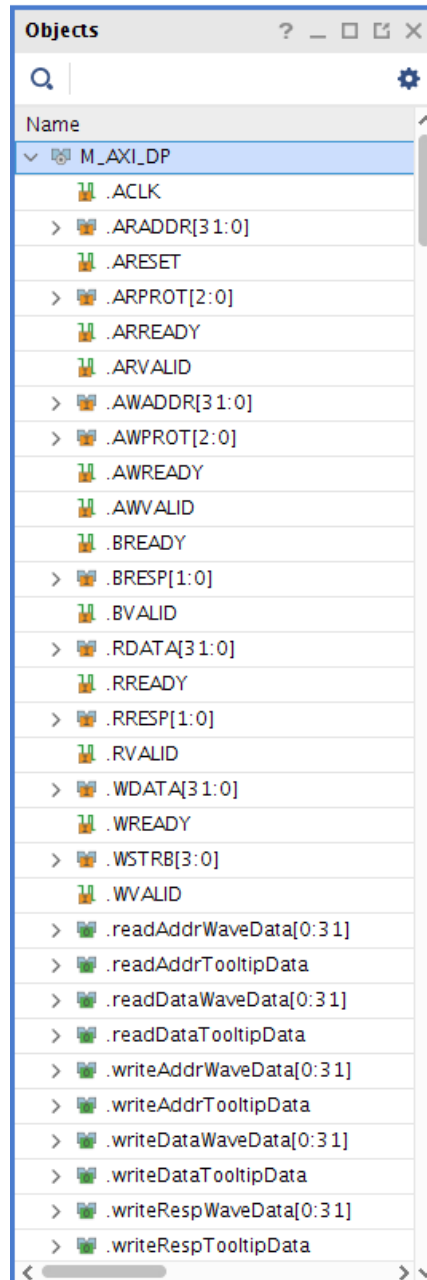 Objects
Name
M_AXI_DP
.ACLK
.ARADDR[31:0]
.ARESET
.ARPROT[2:0]
.ARREADY
.ARVALID
.AWADDR[31:0]
.AWPROT[2:0]
.AWREADY
.AWVALID
.BREADY
.BRESP[1:0]
.BVALID
.RDATA[31:0]
.RREADY
.RRESP[1:0]
.RVALID
.WDATA[31:0]
.WREADY
.WSTRB[3:0]
.WVALID
.readAddrWaveData[0:31]
.readAddrTooltipData
.readDataWaveData[0:31]
.readDataTooltipData
.writeAddrWaveData[0:31]
.writeAddrTooltipData
.writeDataWaveData[0:31]
.writeDataTooltipData
.writeRespWaveData[0:31]
.writeRespTooltipData